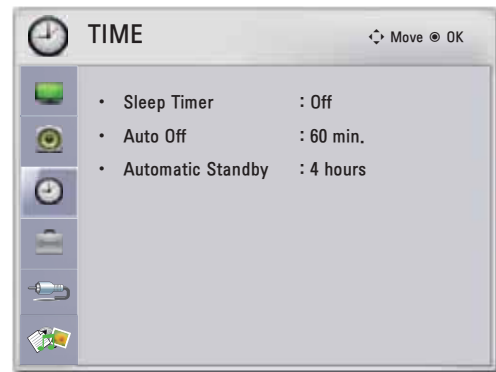 TIME
Move ◉ OK
• Sleep Timer : Off
• Auto Off : 60 min.
• Automatic Standby : 4 hours